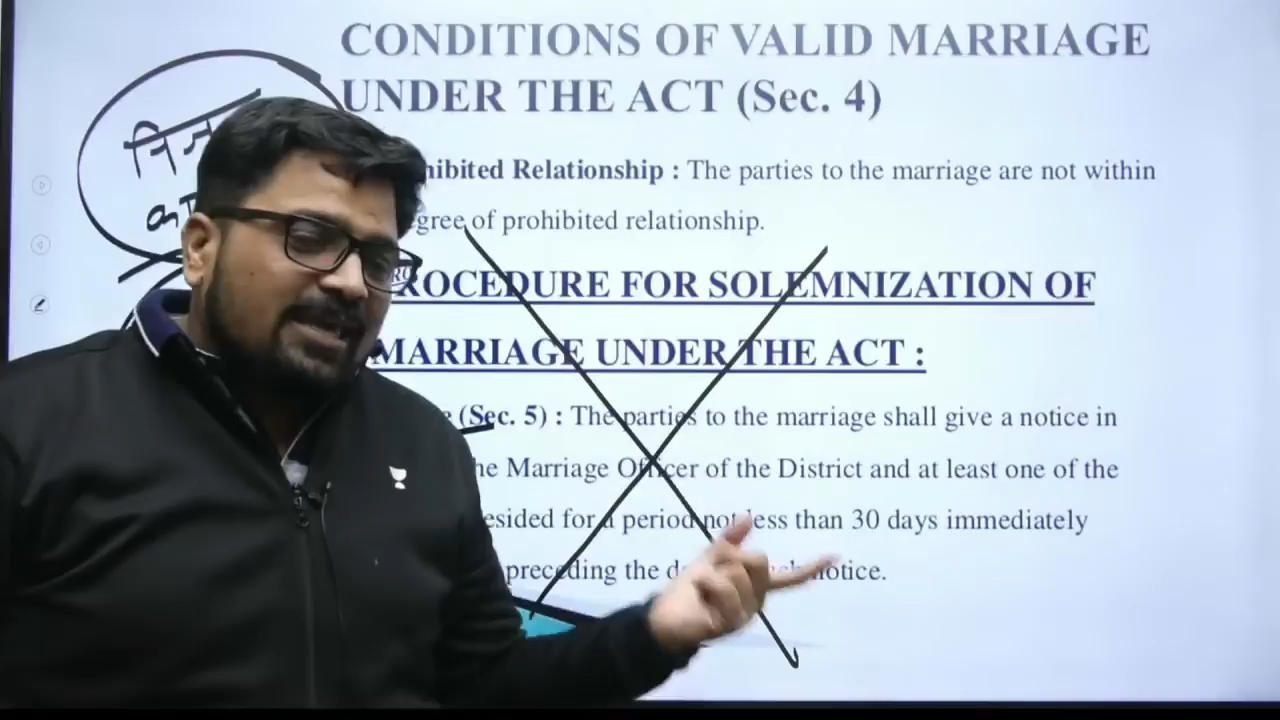 CONDITIONS OF VALID MARRIAGE
UNDER THE ACT (Sec. 4)
hibited Relationship : The parties to the marriage are not within
egree of prohibited relationship.
ROCEDURE FOR SOLEMNIZATION OF
MARRIAGE UNDER THE ACT :
(Sec. 5) : The parties to the marriage shall give a notice in
he Marriage Officer of the District and at least one of the
esided for a period not less than 30 days immediately
preceding the notice.